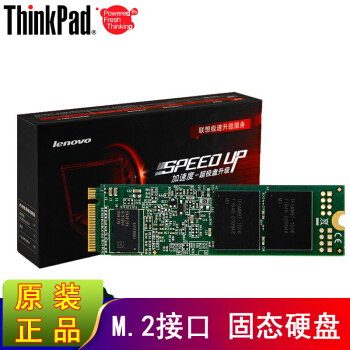 ThinkPad®
Powered by
Fresh
Thinking
联想极速升级服务
lenovo
SPEED UP
加速度-超极盘升级
原装
正品
M.2接口 固态硬盘